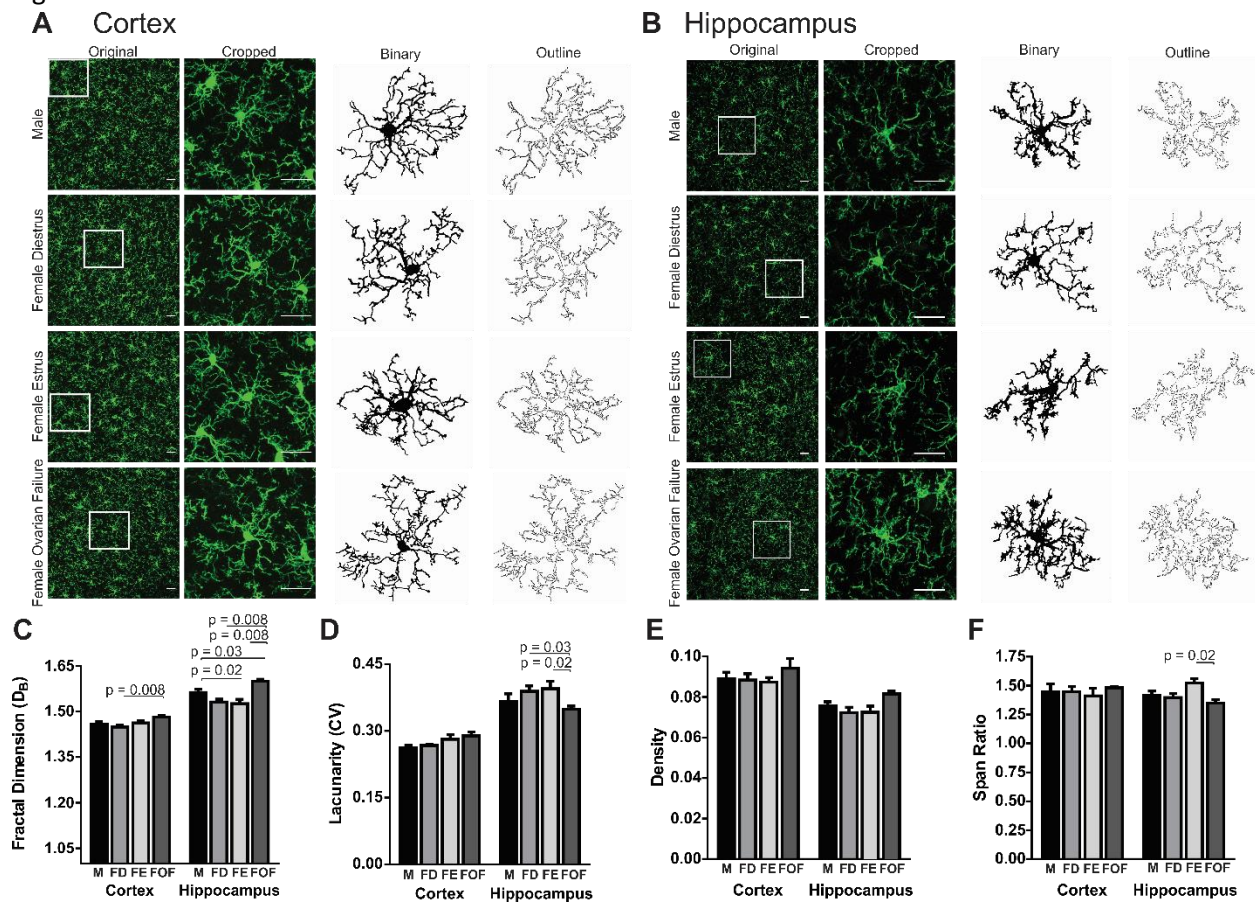 A Cortex
Original Cropped Binary Outline
Male
Female Diestrus
Female Estrus
Female Ovarian Failure
B Hippocampus
Original Cropped Binary Outline
Male
Female Diestrus
Female Estrus
Female Ovarian Failure
C
Fractal Dimension (DB)
1.65
1.50
1.35
1.20
1.05
p = 0.008
p = 0.008
p = 0.008
p = 0.03
p = 0.02
M FD FE FOF M FD FE FOF
Cortex Hippocampus
D
Lacunarity (CV)
0.45
0.30
0.15
0.00
p = 0.03
p = 0.02
M FD FE FOF M FD FE FOF
Cortex Hippocampus
E
Density
0.10
0.08
0.06
0.04
0.02
0.00
M FD FE FOF M FD FE FOF
Cortex Hippocampus
F
Span Ratio
1.75
1.50
1.25
1.00
0.75
0.50
0.25
0.00
p = 0.02
M FD FE FOF M FD FE FOF
Cortex Hippocampus